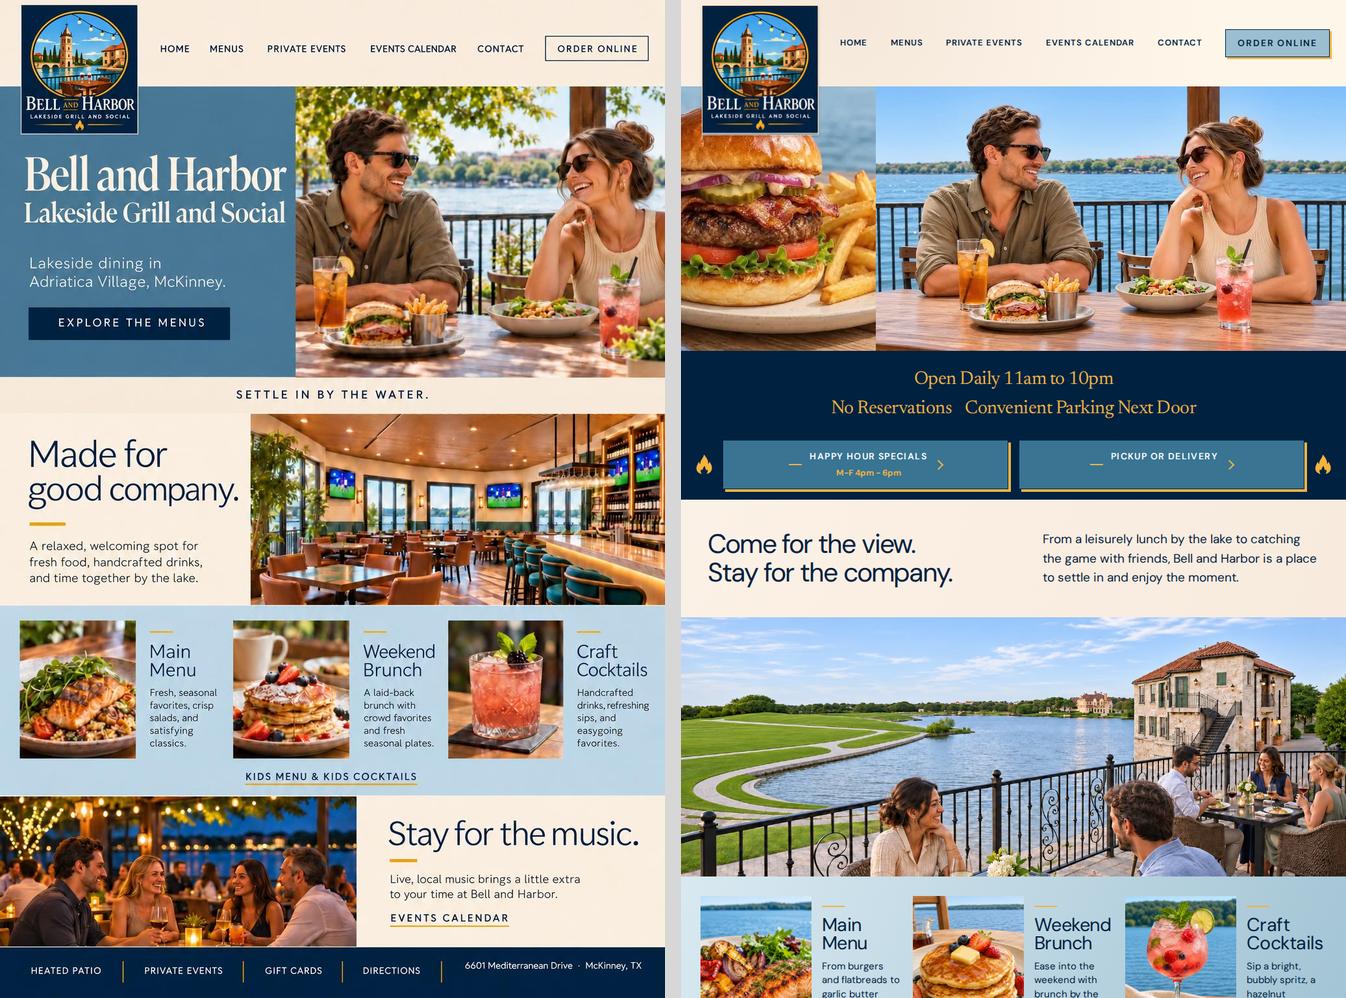 BELL AND HARBOR
LAKESIDE GRILL AND SOCIAL
HOME
MENUS
PRIVATE EVENTS
EVENTS CALENDAR
CONTACT
ORDER ONLINE
Bell and Harbor
Lakeside Grill and Social
Lakeside dining in
Adriatica Village, McKinney.
EXPLORE THE MENUS
SETTLE IN BY THE WATER.
Made for
good company.
A relaxed, welcoming spot for
fresh food, handcrafted drinks,
and time together by the lake.
Main
Menu
Fresh, seasonal
favorites, crisp
salads, and
satisfying
classics.
Weekend
Brunch
A laid-back
brunch with
crowd favorites
and fresh
seasonal plates.
Craft
Cocktails
Handcrafted
drinks, refreshing
sips, and
easygoing
favorites.
KIDS MENU & KIDS COCKTAILS
Stay for the music.
Live, local music brings a little extra
to your time at Bell and Harbor.
EVENTS CALENDAR
HEATED PATIO
PRIVATE EVENTS
GIFT CARDS
DIRECTIONS
6601 Mediterranean Drive · McKinney, TX
BELL AND HARBOR
LAKESIDE GRILL AND SOCIAL
HOME
MENUS
PRIVATE EVENTS
EVENTS CALENDAR
CONTACT
ORDER ONLINE
Open Daily 11am to 10pm
No Reservations Convenient Parking Next Door
HAPPY HOUR SPECIALS
M-F 4pm - 6pm
PICKUP OR DELIVERY
Come for the view.
Stay for the company.
From a leisurely lunch by the lake to catching
the game with friends, Bell and Harbor is a place
to settle in and enjoy the moment.
Main
Menu
From burgers
and flatbreads to
garlic butter
Weekend
Brunch
Ease into the
weekend with
brunch by the
Craft
Cocktails
Sip a bright,
bubbly spritz, a
hazelnut